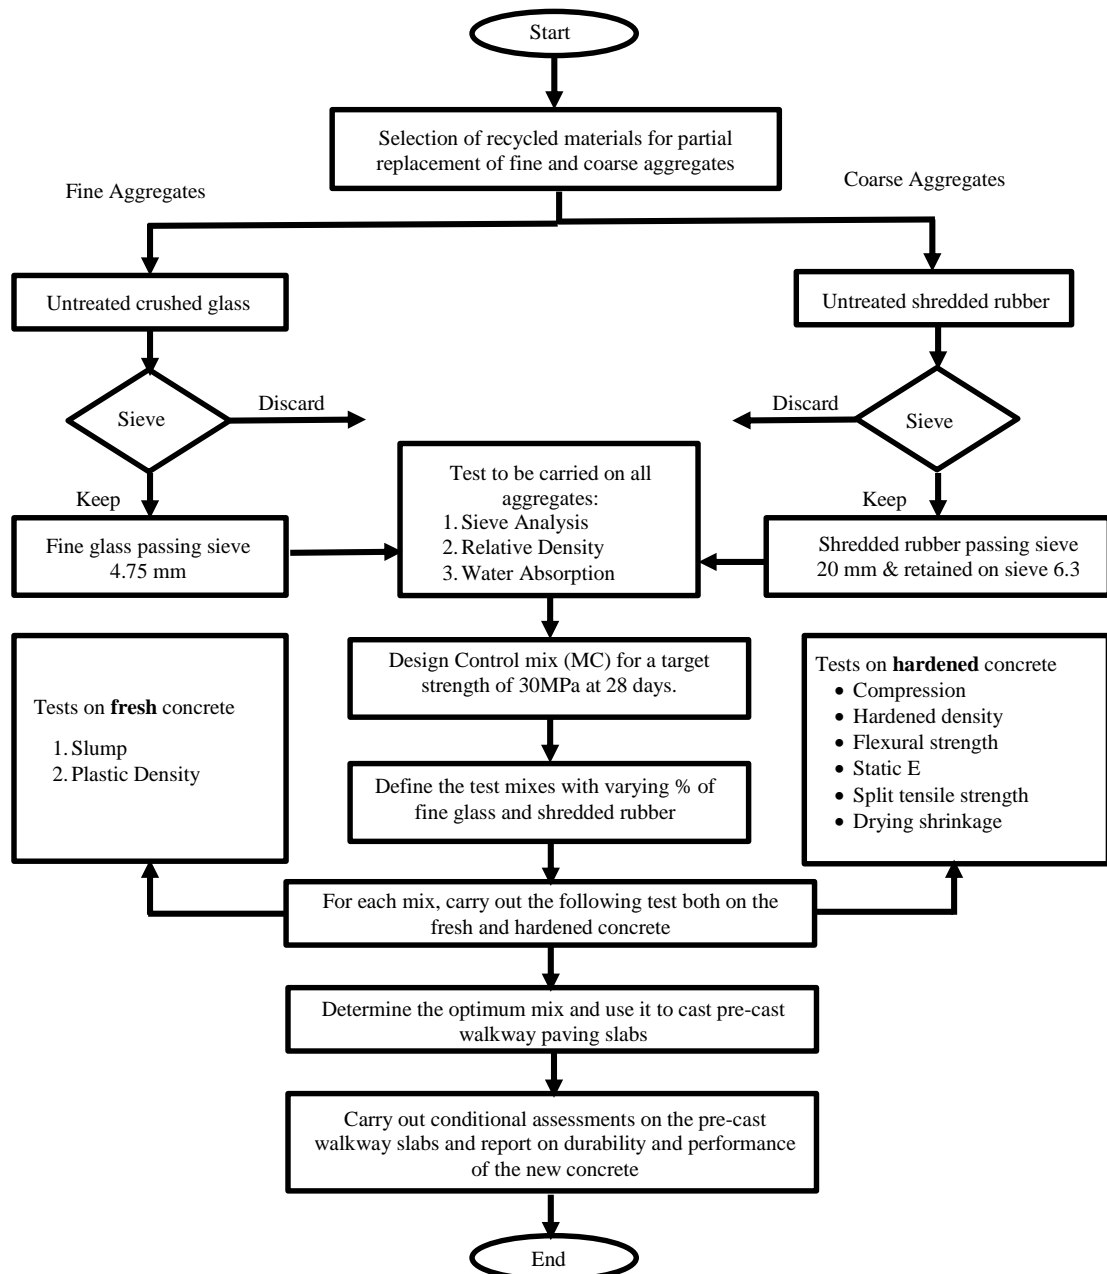 Start
Selection of recycled materials for partial
replacement of fine and coarse aggregates
Fine Aggregates
Coarse Aggregates
Untreated crushed glass
Untreated shredded rubber
Sieve
Discard
Discard
Sieve
Keep
Keep
Test to be carried on all
aggregates:
1. Sieve Analysis
2. Relative Density
3. Water Absorption
Fine glass passing sieve
4.75 mm
Shredded rubber passing sieve
20 mm & retained on sieve 6.3
Design Control mix (MC) for a target
strength of 30MPa at 28 days.
Tests on fresh concrete
1. Slump
2. Plastic Density
Tests on hardened concrete
• Compression
• Hardened density
• Flexural strength
• Static E
• Split tensile strength
• Drying shrinkage
Define the test mixes with varying % of
fine glass and shredded rubber
For each mix, carry out the following test both on the
fresh and hardened concrete
Determine the optimum mix and use it to cast pre-cast
walkway paving slabs
Carry out conditional assessments on the pre-cast
walkway slabs and report on durability and performance
of the new concrete
End